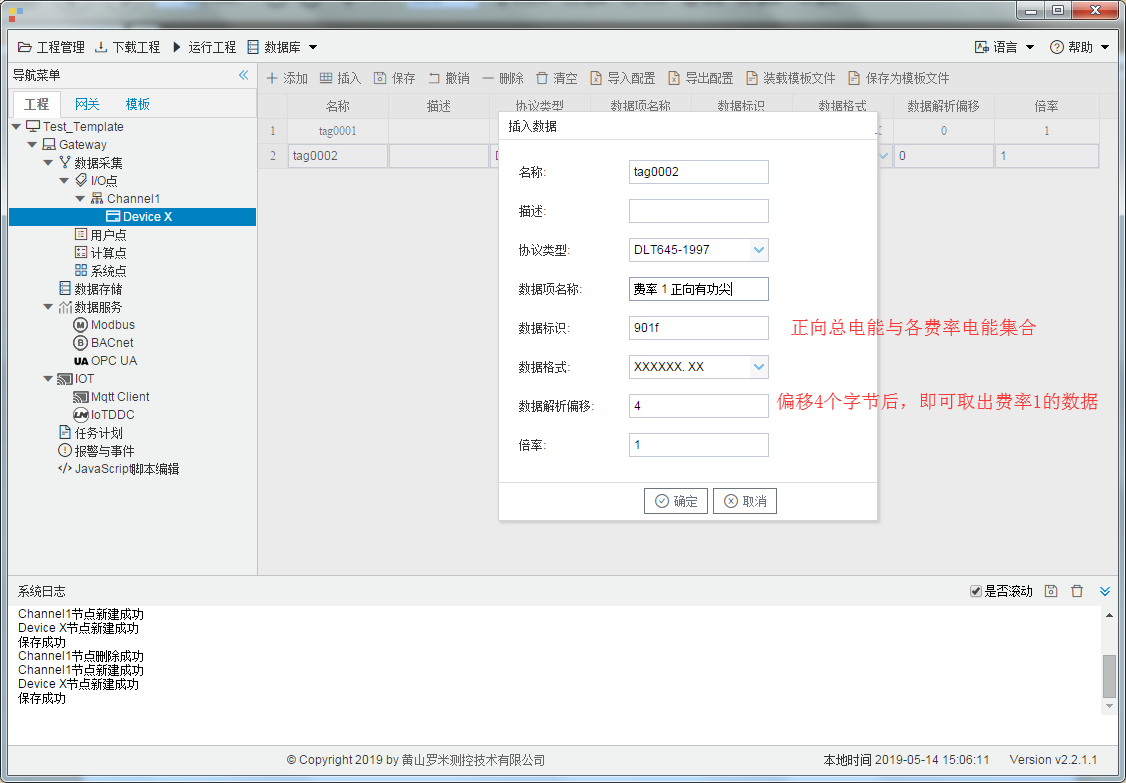 工程管理 下载工程 运行工程 数据库 语言 帮助
导航菜单
添加 插入 保存 撤销 删除 清空 导入配置 导出配置 装载模板文件 保存为模板文件
工程 网关 模板
名称 描述 协议类型 数据项名称 数据标识 数据格式 数据解析偏移 倍率
1 tag0001 0 1
2 tag0002 0 1
Test_Template
Gateway
数据采集
I/O点
Channel1
Device X
用户点
计算点
系统点
数据存储
数据服务
Modbus
BACnet
UA OPC UA
IOT
Mqtt Client
IoTDDC
任务计划
报警与事件
JavaScript脚本编辑
插入数据
名称: tag0002
描述:
协议类型: DLT645-1997
数据项名称: 费率 1 正向有功尖
数据标识: 901f 正向总电能与各费率电能集合
数据格式: XXXXXX. XX
数据解析偏移: 4 偏移4个字节后，即可取出费率1的数据
倍率: 1
确定 取消
系统日志 是否滚动
Channel1节点新建成功
Device X节点新建成功
保存成功
Channel1节点删除成功
Channel1节点新建成功
Device X节点新建成功
保存成功
© Copyright 2019 by 黄山罗米测控技术有限公司 本地时间 2019-05-14 15:06:11 Version v2.2.1.1